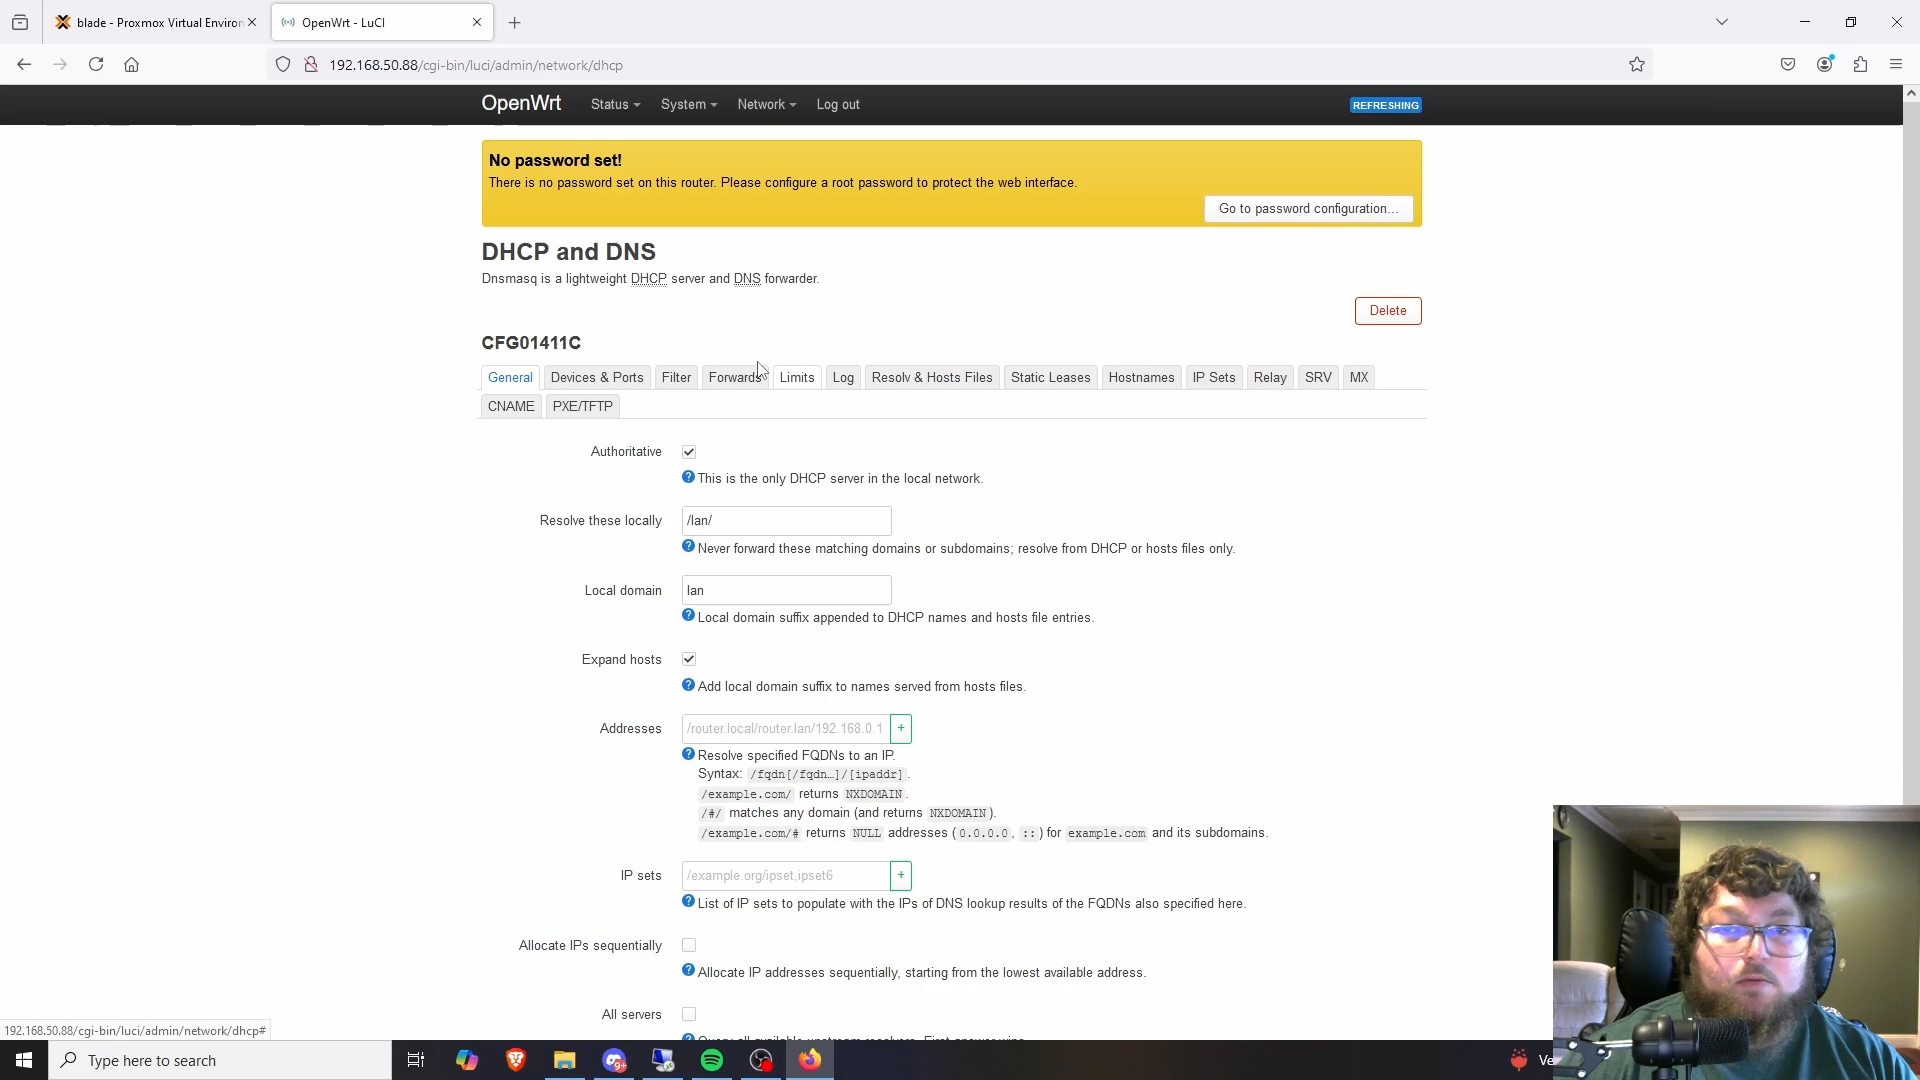 blade - Proxmox Virtual Environ
OpenWrt - LuCI
192.168.50.88/cgi-bin/luci/admin/network/dhcp
OpenWrt
Status
System
Network
Log out
REFRESHING
No password set!
There is no password set on this router. Please configure a root password to protect the web interface.
Go to password configuration...
DHCP and DNS
Dnsmasq is a lightweight DHCP server and DNS forwarder.
Delete
CFG01411C
General Devices & Ports Filter Forwards Limits Log Resolv & Hosts Files Static Leases Hostnames IP Sets Relay SRV MX
CNAME PXE/TFTP
Authoritative
This is the only DHCP server in the local network.
Resolve these locally
/lan/
Never forward these matching domains or subdomains; resolve from DHCP or hosts files only.
Local domain
lan
Local domain suffix appended to DHCP names and hosts file entries.
Expand hosts
Add local domain suffix to names served from hosts files.
Addresses
/router.local/router.lan/192.168.0.1
+
Resolve specified FQDNs to an IP.
Syntax: /fqdn[/fqdn…]/[ipaddr].
/example.com/ returns NXDOMAIN.
/#/ matches any domain (and returns NXDOMAIN).
/example.com/# returns NULL addresses (0.0.0.0, ::) for example.com and its subdomains.
IP sets
/example.org/ipset,ipset6
+
List of IP sets to populate with the IPs of DNS lookup results of the FQDNs also specified here.
Allocate IPs sequentially
Allocate IP addresses sequentially, starting from the lowest available address.
All servers
192.168.50.88/cgi-bin/luci/admin/network/dhcp#
Type here to search